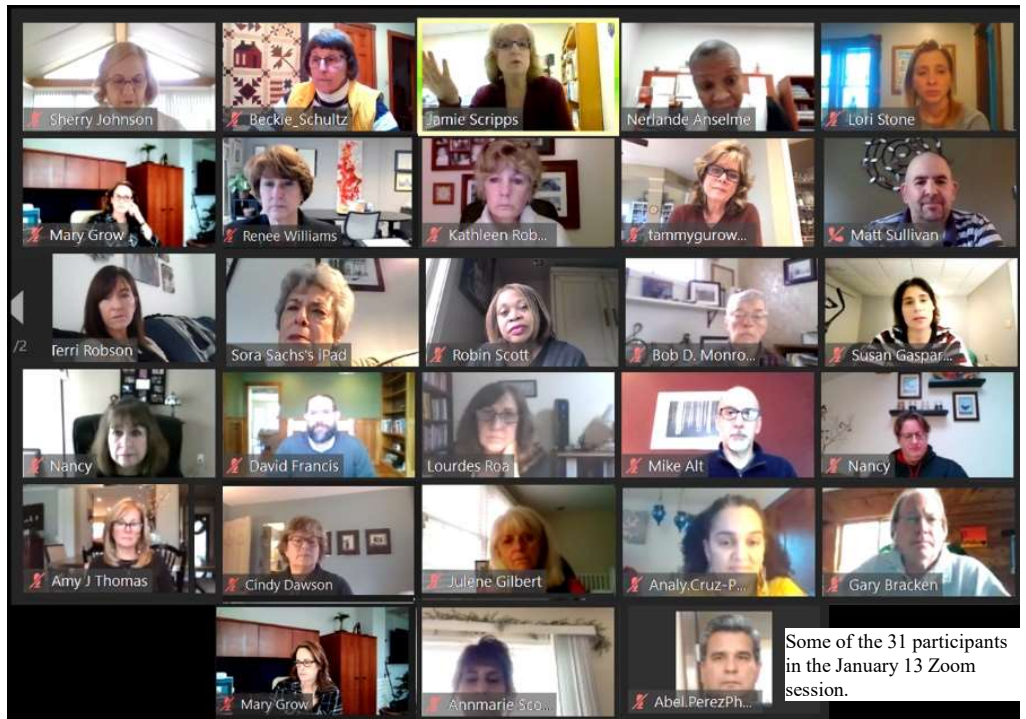 Sherry Johnson
Beckie_Schultz
Jamie Scripps
Nerlande Anselme
Lori Stone
Mary Grow
Renee Williams
Kathleen Rob...
tammygurow...
Matt Sullivan
/2
Terri Robson
Sora Sachs's iPad
Robin Scott
Bob D. Monro...
Susan Gaspar...
Nancy
David Francis
Lourdes Roa
Mike Alt
Nancy
Amy J Thomas
Cindy Dawson
Julene Gilbert
Analy.Cruz-P...
Gary Bracken
Mary Grow
Annmarie Sco...
Abel.PerezPh...
Some of the 31 participants
in the January 13 Zoom
session.